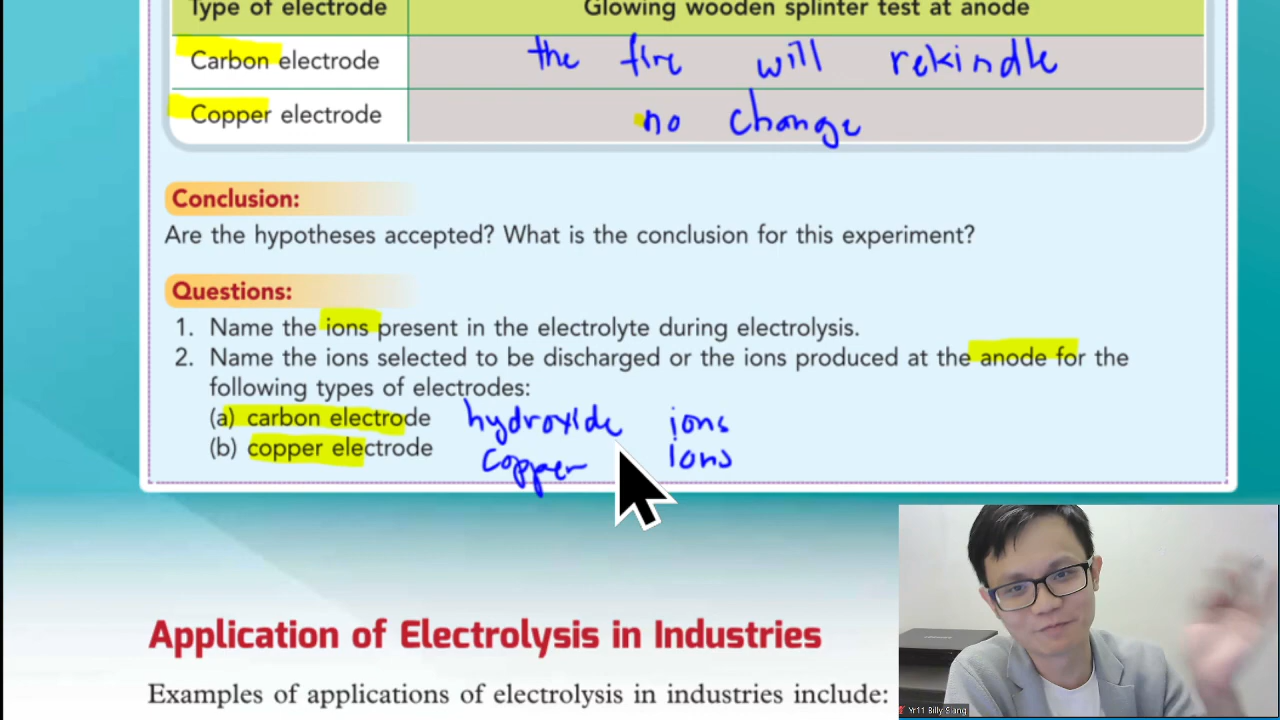 Type of electrode Glowing wooden splinter test at anode
Carbon electrode the fire will rekindle
Copper electrode no change
Conclusion:
Are the hypotheses accepted? What is the conclusion for this experiment?
Questions:
1. Name the ions present in the electrolyte during electrolysis.
2. Name the ions selected to be discharged or the ions produced at the anode for the
following types of electrodes:
(a) carbon electrode hydroxide ions
(b) copper electrode copper ions
Application of Electrolysis in Industries
Examples of applications of electrolysis in industries include:
Yr11 Billy Siang